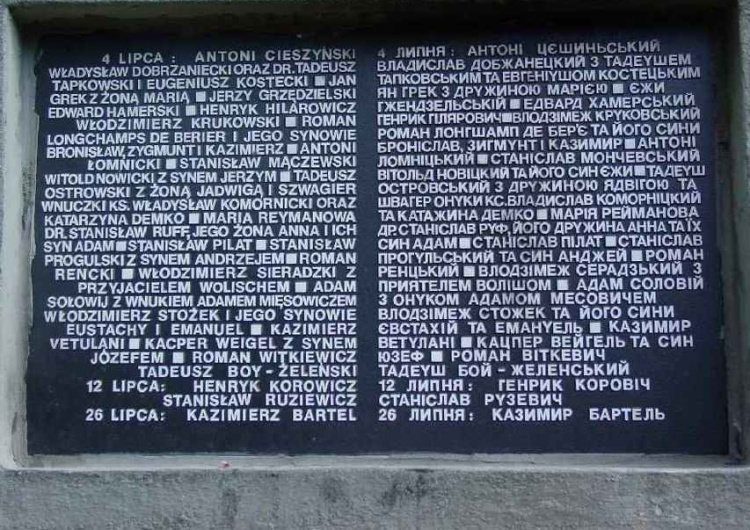 4 LIPCA: ANTONI CIESZYŃSKI
WŁADYSŁAW DOBRZANIECKI ORAZ DR. TADEUSZ
TAPKOWSKI I EUGENIUSZ KOSTECKI ■ JAN
GREK Z ŻONĄ MARIĄ ■ JERZY GRZĘDZIELSKI
EDWARD HAMERSKI ■ HENRYK HILAROWICZ
WŁODZIMIERZ KRUKOWSKI ■ ROMAN
LONGCHAMPS DE BERIER I JEGO SYNOWIE
BRONISŁAW, ZYGMUNT I KAZIMIERZ ■ ANTONI
ŁOMNICKI ■ STANISŁAW MĄCZEWSKI
WITOLD NOWICKI Z SYNEM JERZYM ■ TADEUSZ
OSTROWSKI Z ŻONĄ JADWIGĄ I SZWAGIER
WNUCZKI KS. WŁADYSŁAW KOMORNICKI ORAZ
KATARZYNA DEMKO ■ MARIA REYMANOWA
DR. STANISŁAW RUFF, JEGO ŻONA ANNA I ICH
SYN ADAM ■ STANISŁAW PILAT ■ STANISŁAW
PROGULSKI Z SYNEM ANDRZEJEM ■ ROMAN
RENCKI ■ WŁODZIMIERZ SIERADZKI Z
PRZYJACIELEM WOLISCHEM ■ ADAM
SOŁOWIJ Z WNUKIEM ADAMEM MIĘSOWICZEM
WŁODZIMIERZ STOŻEK I JEGO SYNOWIE
EUSTACHY I EMANUEL ■ KAZIMIERZ
VETULANI ■ KACPER WEIGEL Z SYNEM
JÓZEFEM ■ ROMAN WITKIEWICZ
TADEUSZ BOY-ŻELEŃSKI
12 LIPCA: HENRYK KOROWICZ
STANISŁAW RUZIEWICZ
26 LIPCA: KAZIMIERZ BARTEL
4 ЛИПНЯ: АНТОНІ ЦЄШИНЬСЬКИЙ
ВЛАДИСЛАВ ДОБЖАНЕЦКИЙ З ТАДЕУШЕМ
ТАПКОВСЬКИМ ТА ЕВГЕНІУШОМ КОСТЕЦЬКИМ
ЯН ГРЕК З ДРУЖИНОЮ МАРІЄЮ ■ ЄЖИ
ГЖЕНДЗЕЛЬСЬКІЙ ■ ЕДВАРД ХАМЕРСЬКИЙ
ГЕНРИК ГІЛЯРОВИЧ ■ ВЛОДЗІМЕЖ КРУКОВСЬКИЙ
РОМАН ЛОНГШАМП ДЕ БЕР'Є ТА ЙОГО СИНИ
БРОНІСЛАВ, ЗИГМУНТ І КАЗИМИР ■ АНТОНІ
ЛОМНІЦЬКИЙ ■ СТАНІСЛАВ МОНЧЕВСЬКИЙ
ВІТОЛЬД НОВІЦКИЙ ТА ЙОГО СИН ЄЖИ ■ ТАДЕУШ
ОСТРОВСЬКИЙ З ДРУЖИНОЮ ЯДВІГОЮ ТА
ШВАГЕР ОНУКИ КС. ВЛАДИСЛАВ КОМОРНІЦКИЙ
ТА КАТАЖИНА ДЕМКО ■ МАРІЯ РЕЙМАНОВА
ДР. СТАНІСЛАВ РУФ, ЙОГО ДРУЖИНА АННА ТА ЇХ
СИН АДАМ ■ СТАНІСЛАВ ПІЛАТ ■ СТАНІСЛАВ
ПРОГУЛЬСЬКИЙ ТА СИН АНДЖЕЙ ■ РОМАН
РЕНЦЬКИЙ ■ ВЛОДЗІМЕЖ СЕРАДЗЬКИЙ З
ПРИЯТЕЛЕМ ВОЛІШОМ ■ АДАМ СОЛОВІЙ
З ОНУКОМ АДАМОМ МЕСОВИЧЕМ
ВЛОДЗІМЕЖ СТОЖЕК ТА ЙОГО СИНИ
ЄВСТАХІЙ ТА ЕМАНУЕЛЬ ■ КАЗИМИР
ВЕТУЛАНІ ■ КАЦПЕР ВЕЙГЕЛЬ ТА СИН
ЮЗЕФ ■ РОМАН ВІТКЕВИЧ
ТАДЕУШ БОЙ-ЖЕЛЕНСЬКИЙ
12 ЛИПНЯ: ГЕНРИК КОРОВІЧ
СТАНІСЛАВ РУЗЕВИЧ
26 ЛИПНЯ: КАЗИМИР БАРТЕЛЬ